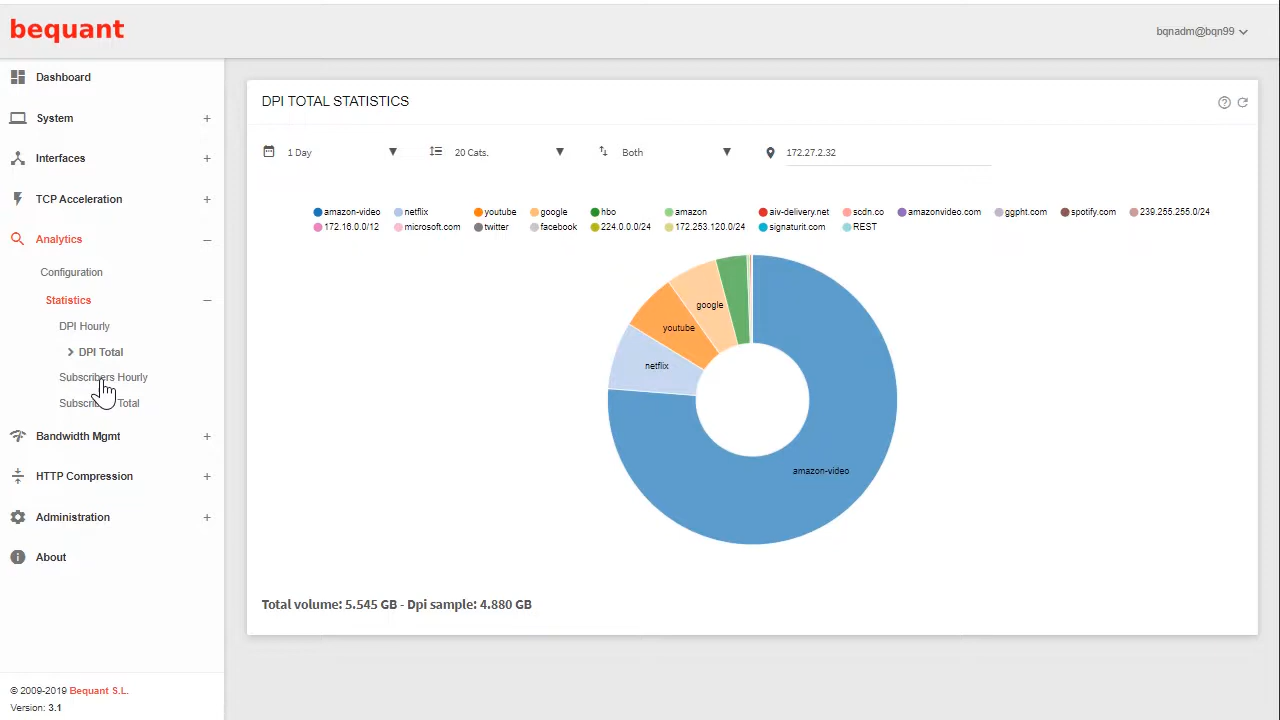 bequant
bqnadm@bqn99
Dashboard
System
Interfaces
TCP Acceleration
Analytics
Configuration
Statistics
DPI Hourly
DPI Total
Subscribers Hourly
Total
Bandwidth Mgmt
HTTP Compression
Administration
About
© 2009-2019 Bequant S.L.
Version: 3.1
DPI TOTAL STATISTICS
1 Day 20 Cats. Both 172.27.2.32
amazon-video netflix youtube google hbo amazon aiv-delivery.net scdn.co amazonvideo.com ggpht.com spotify.com 239.255.255.0/24
172.16.0.0/12 microsoft.com twitter facebook 224.0.0.0/24 172.253.120.0/24 signaturit.com REST
google
youtube
netflix
amazon-video
Total volume: 5.545 GB - Dpi sample: 4.880 GB